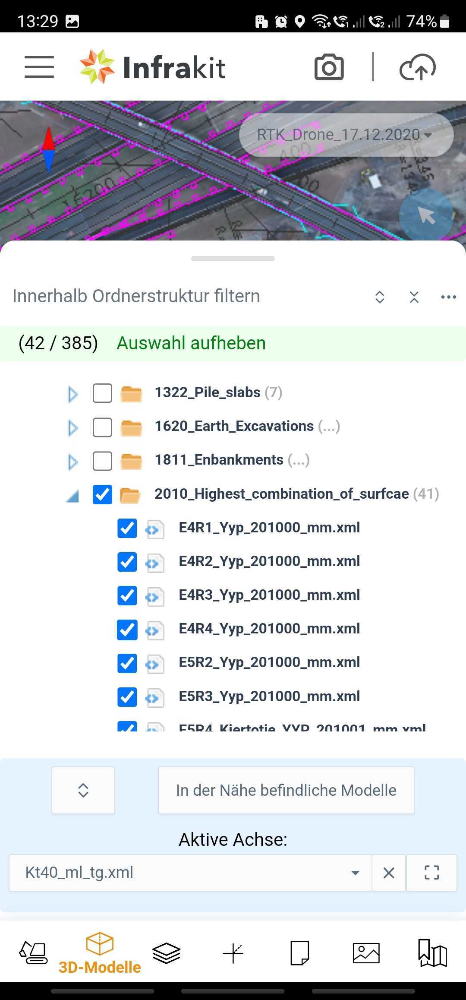 13:29
74%
Infrakit
RTK_Drone_17.12.2020
Innerhalb Ordnerstruktur filtern
(42 / 385) Auswahl aufheben
1322_Pile_slabs (7)
1620_Earth_Excavations (...)
1811_Enbankments (...)
2010_Highest_combination_of_surfcae (41)
E4R1_Yyp_201000_mm.xml
E4R2_Yyp_201000_mm.xml
E4R3_Yyp_201000_mm.xml
E4R4_Yyp_201000_mm.xml
E5R2_Yyp_201000_mm.xml
E5R3_Yyp_201000_mm.xml
E5R4_Kiertotie_YYP_201001_mm.xml
In der Nähe befindliche Modelle
Aktive Achse:
Kt40_ml_tg.xml
3D-Modelle